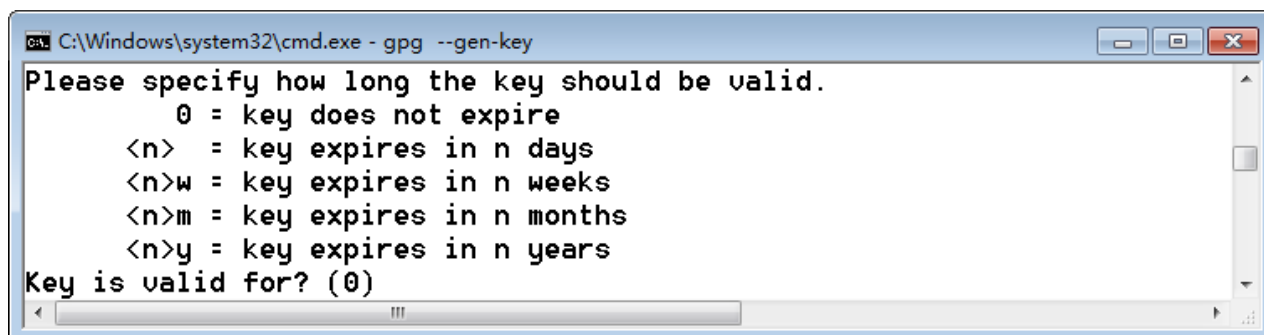 C:\Windows\system32\cmd.exe - gpg --gen-key
Please specify how long the key should be valid.
0 = key does not expire
<n> = key expires in n days
<n>w = key expires in n weeks
<n>m = key expires in n months
<n>y = key expires in n years
Key is valid for? (0)